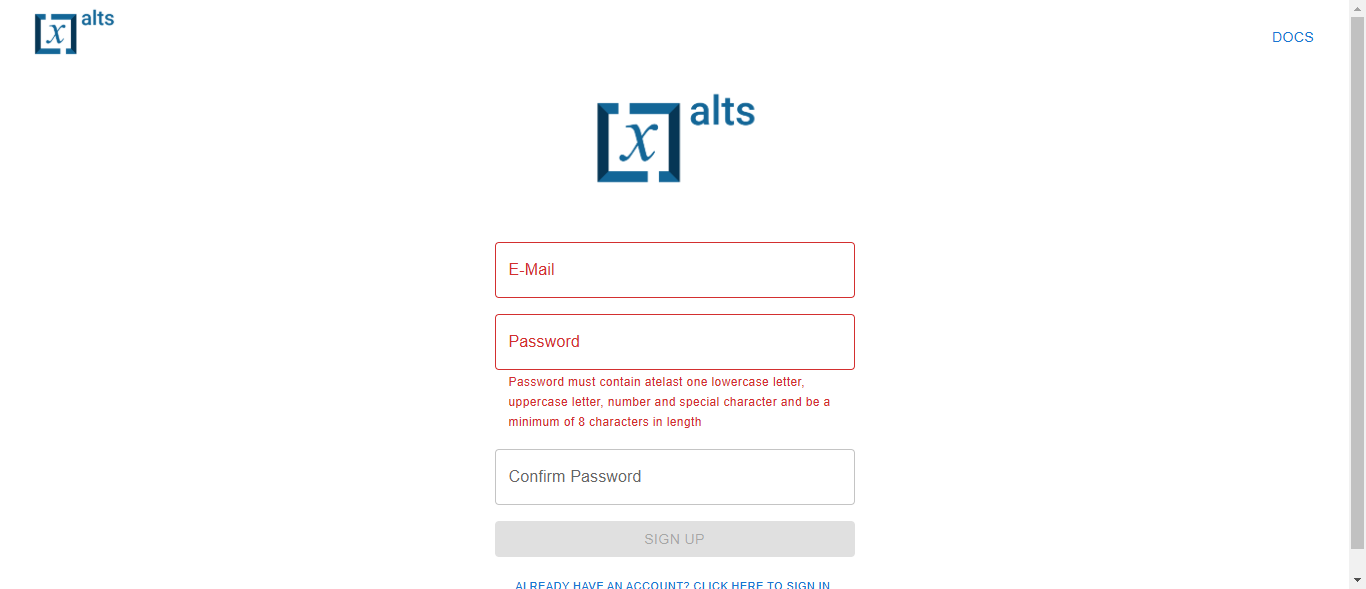 x alts
DOCS
x alts
E-Mail
Password
Password must contain atelast one lowercase letter,
uppercase letter, number and special character and be a
minimum of 8 characters in length
Confirm Password
SIGN UP
ALREADY HAVE AN ACCOUNT? CLICK HERE TO SIGN IN